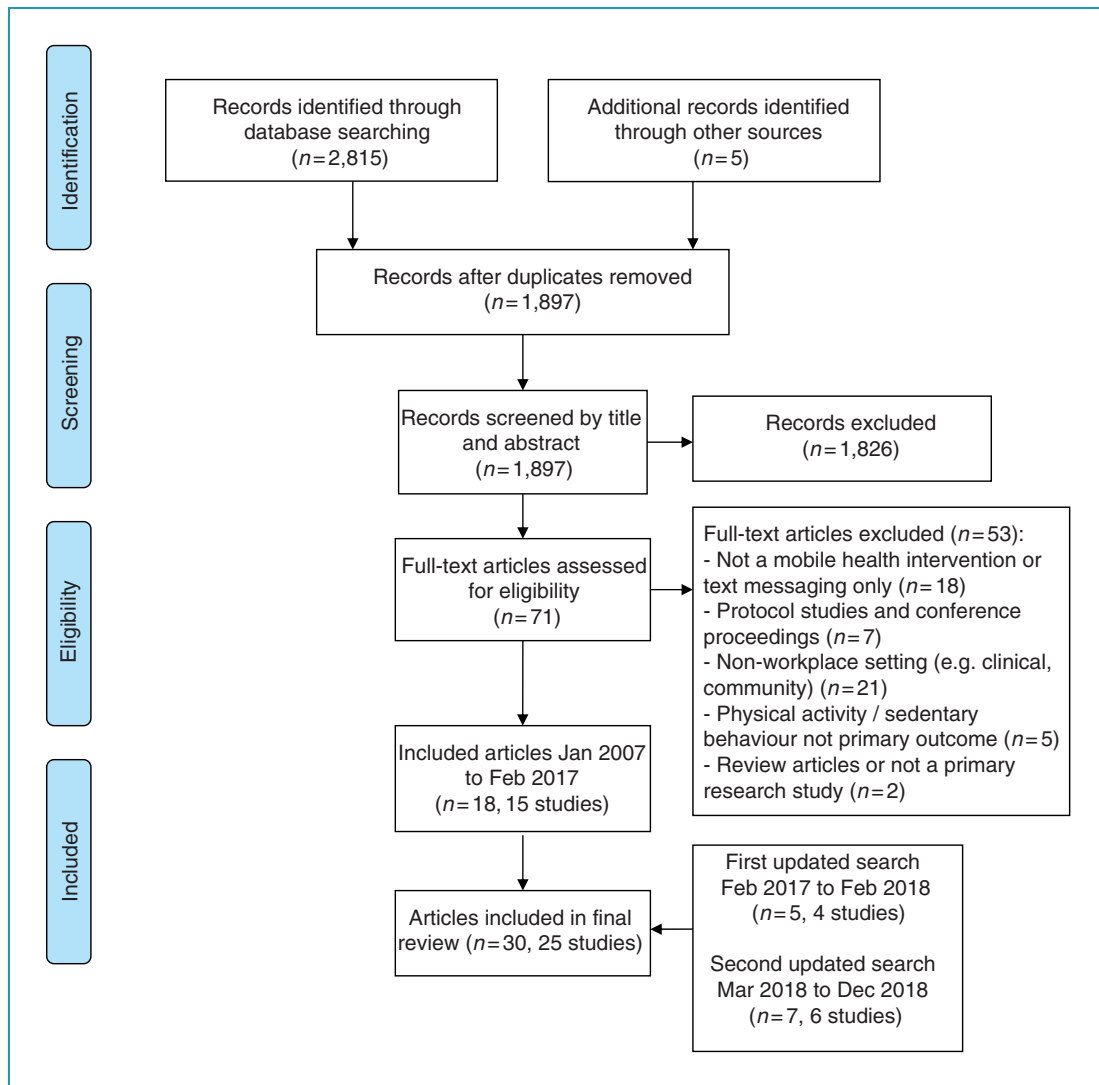 Identification
Records identified through
database searching
(n=2,815)
Additional records identified
through other sources
(n=5)
Records after duplicates removed
(n=1,897)
Screening
Records screened by title
and abstract
(n=1,897)
Records excluded
(n=1,826)
Eligibility
Full-text articles assessed
for eligibility
(n=71)
Full-text articles excluded (n=53):
- Not a mobile health intervention or
text messaging only (n=18)
- Protocol studies and conference
proceedings (n=7)
- Non-workplace setting (e.g. clinical,
community) (n=21)
- Physical activity / sedentary
behaviour not primary outcome (n=5)
- Review articles or not a primary
research study (n=2)
Included articles Jan 2007
to Feb 2017
(n=18, 15 studies)
Included
Articles included in final
review (n=30, 25 studies)
First updated search
Feb 2017 to Feb 2018
(n=5, 4 studies)
Second updated search
Mar 2018 to Dec 2018
(n=7, 6 studies)